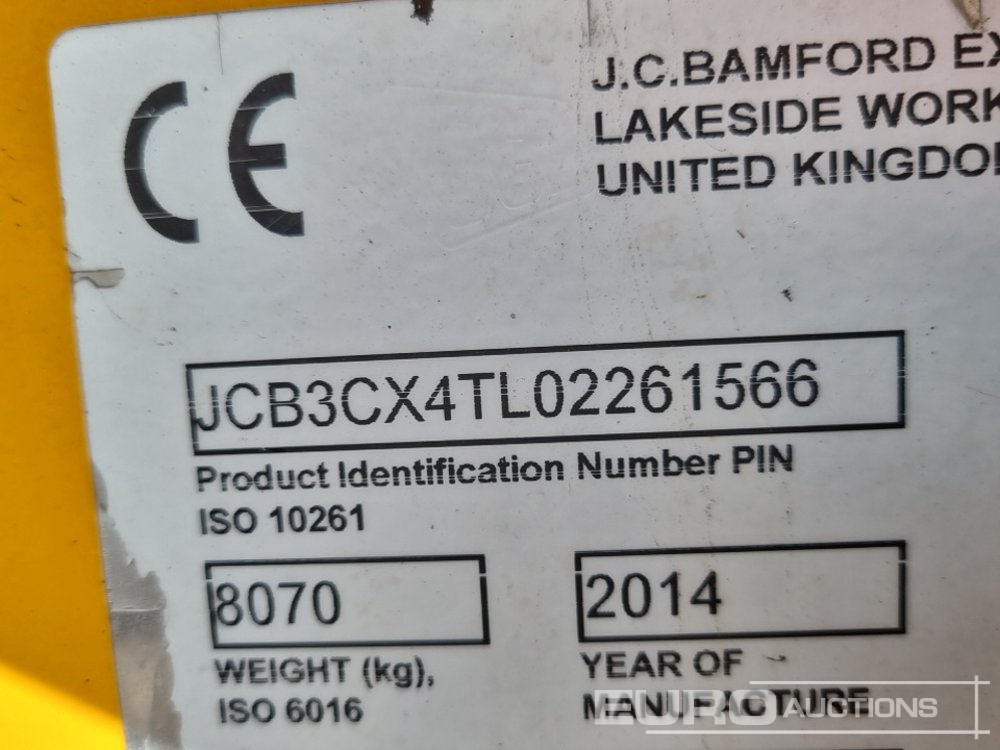 CE
J.C.BAMFORD EX
LAKESIDE WORK
UNITED KINGDO
JCB3CX4TL02261566
Product Identification Number PIN
ISO 10261
8070
2014
WEIGHT (kg),
ISO 6016
YEAR OF
MANUFACTURE
EURO AUCTIONS